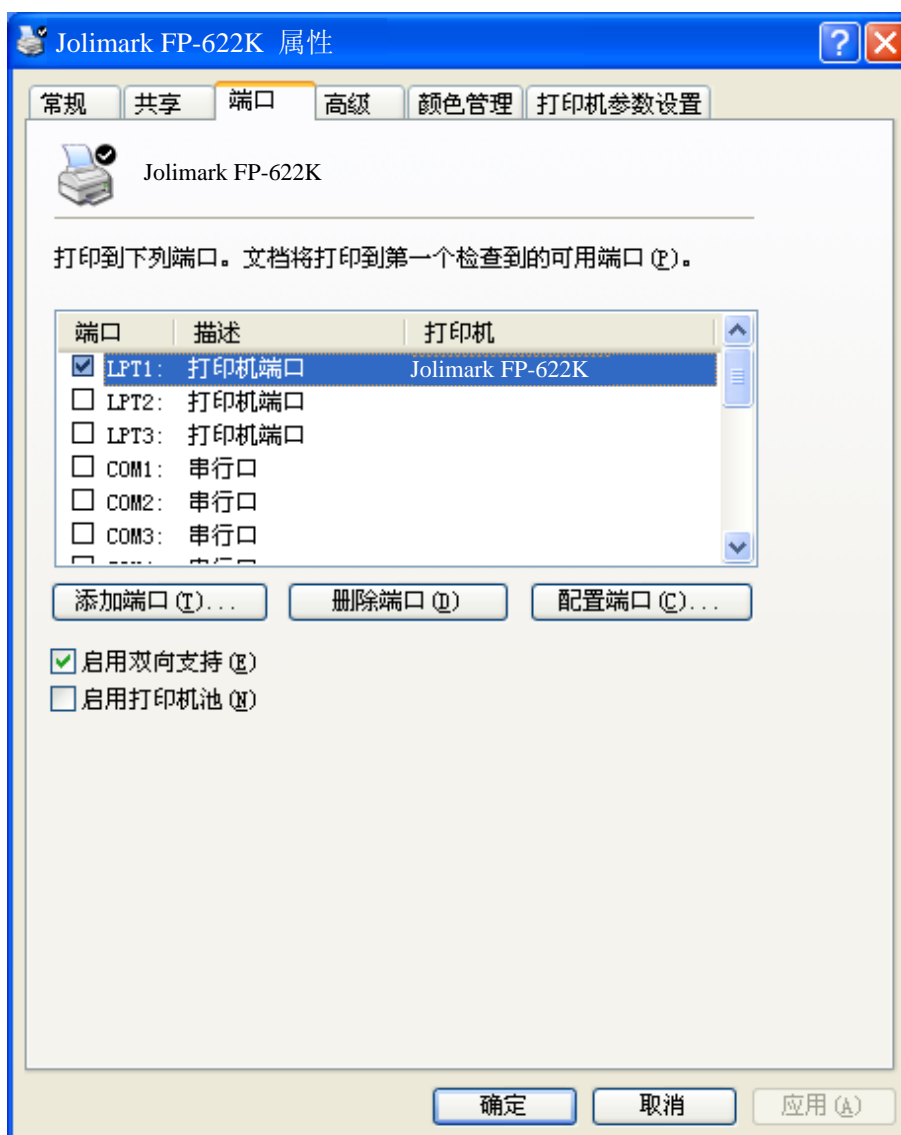 Jolimark FP-622K 属性
常规 共享 端口 高级 颜色管理 打印机参数设置
Jolimark FP-622K
打印到下列端口。文档将打印到第一个检查到的可用端口(P)。
端口 描述 打印机
LPT1: 打印机端口 Jolimark FP-622K
LPT2: 打印机端口
LPT3: 打印机端口
COM1: 串行口
COM2: 串行口
COM3: 串行口
添加端口(T)... 删除端口(D) 配置端口(C)...
启用双向支持(E)
启用打印机池(N)
确定 取消 应用(A)